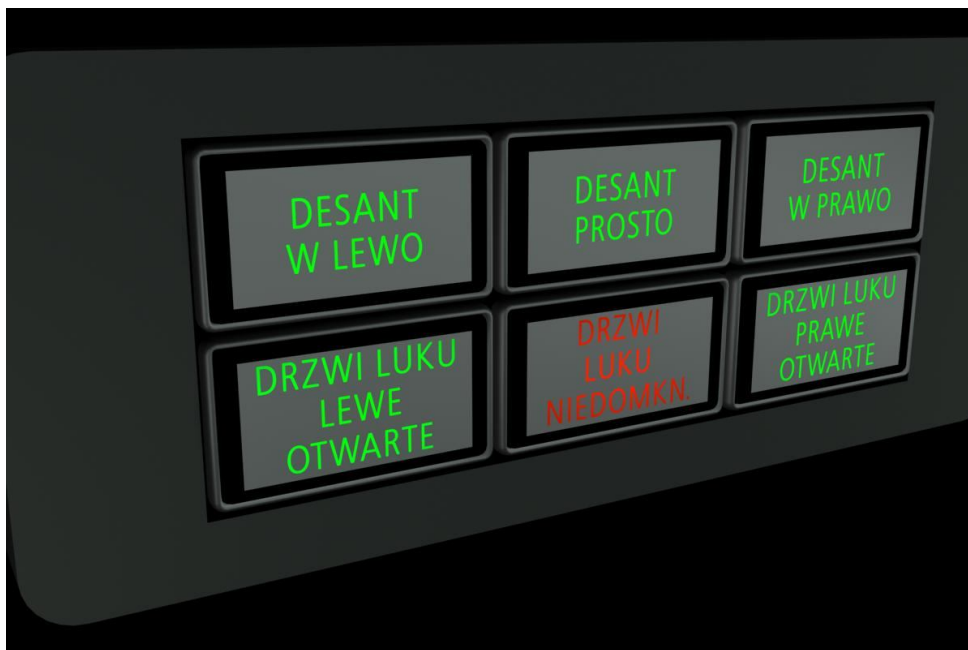 DESANT
W LEWO
DESANT
PROSTO
DESANT
W PRAWO
DRZWI LUKU
LEWE
OTWARTE
DRZWI
LUKU
NIEDOMKN.
DRZWI LUKU
PRAWE
OTWARTE